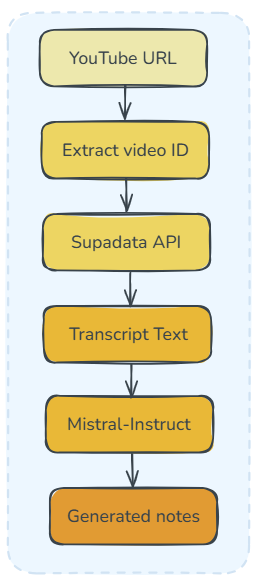 YouTube URL
Extract video ID
Supadata API
Transcript Text
Mistral-Instruct
Generated notes